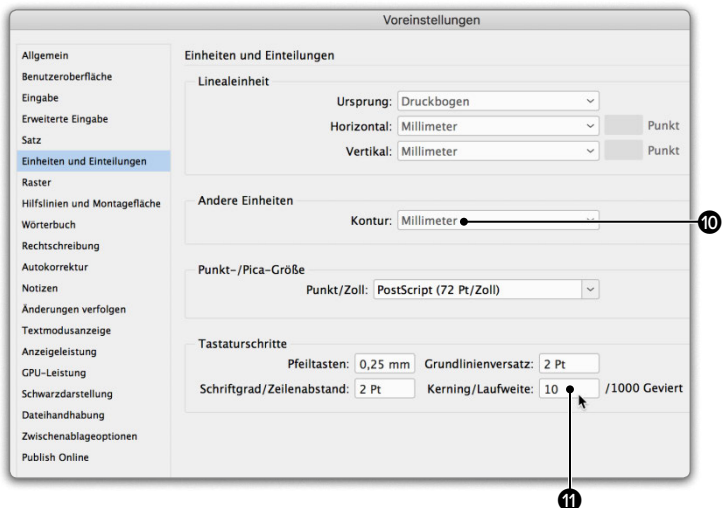 Voreinstellungen
Allgemein
Benutzeroberfläche
Eingabe
Erweiterte Eingabe
Satz
Einheiten und Einteilungen
Raster
Hilfslinien und Montagefläche
Wörterbuch
Rechtschreibung
Autokorrektur
Notizen
Änderungen verfolgen
Textmodusanzeige
Anzeigeleistung
GPU-Leistung
Schwarzdarstellung
Dateihandhabung
Zwischenablageoptionen
Publish Online
Einheiten und Einteilungen
Linealeinheit
Ursprung: Druckbogen
Horizontal: Millimeter Punkt
Vertikal: Millimeter Punkt
Andere Einheiten
Kontur: Millimeter
10
Punkt-/Pica-Größe
Punkt/Zoll: PostScript (72 Pt/Zoll)
Tastaturschritte
Pfeiltasten: 0,25 mm Grundlinienversatz: 2 Pt
Schriftgrad/Zeilenabstand: 2 Pt Kerning/Laufweite: 10 /1000 Geviert
11